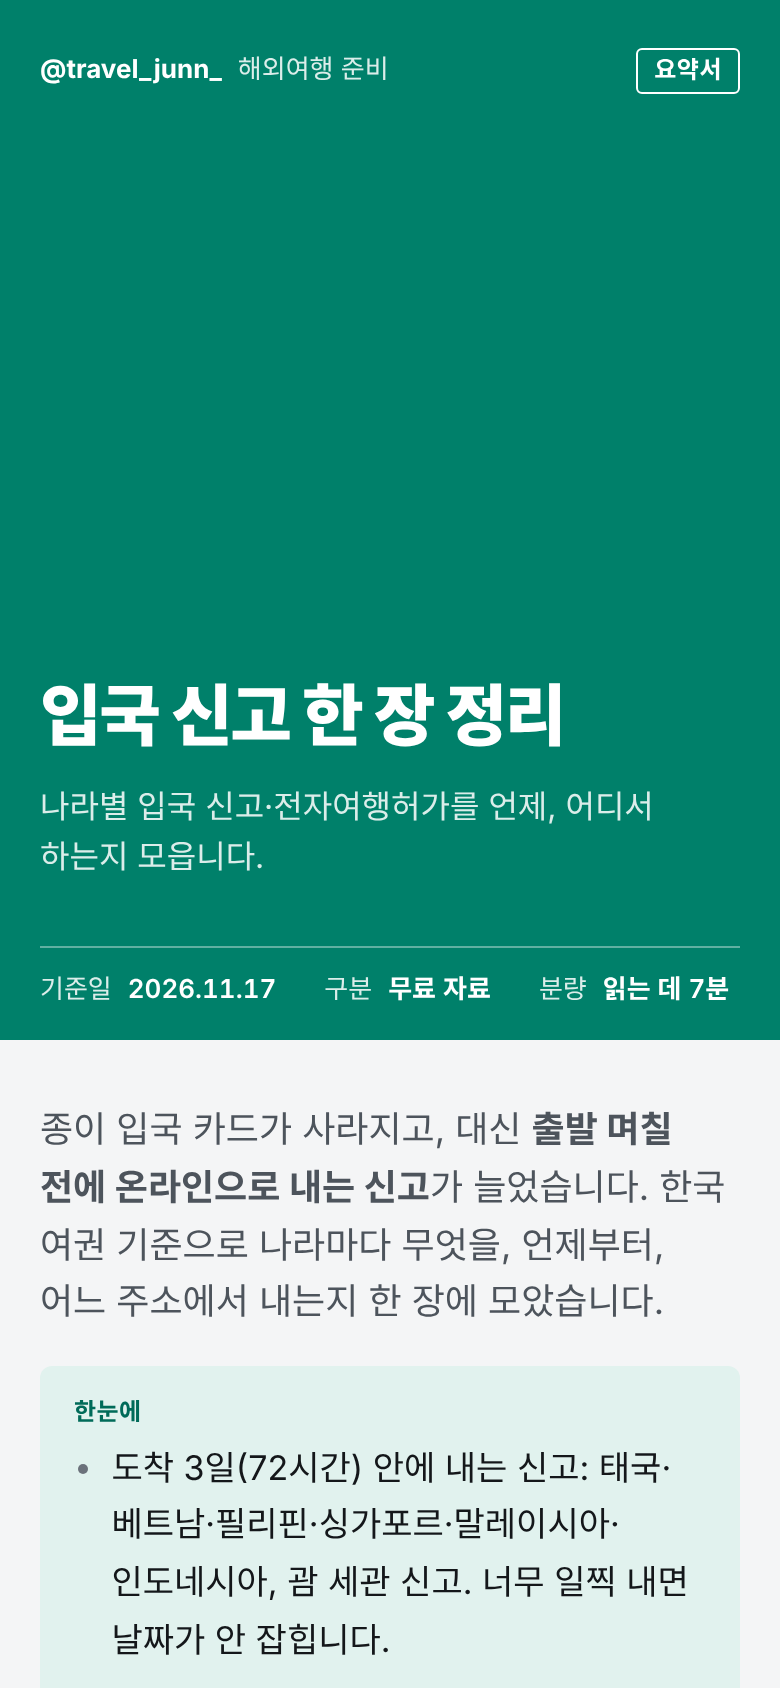 @travel_junn_ 해외여행 준비
요약서
입국 신고 한 장 정리
나라별 입국 신고·전자여행허가를 언제, 어디서
하는지 모읍니다.
기준일 2026.11.17 구분 무료 자료 분량 읽는 데 7분
종이 입국 카드가 사라지고, 대신 출발 며칠
전에 온라인으로 내는 신고가 늘었습니다. 한국
여권 기준으로 나라마다 무엇을, 언제부터,
어느 주소에서 내는지 한 장에 모았습니다.
한눈에
• 도착 3일(72시간) 안에 내는 신고: 태국·
베트남·필리핀·싱가포르·말레이시아·
인도네시아, 괌 세관 신고. 너무 일찍 내면
날짜가 안 잡힙니다.